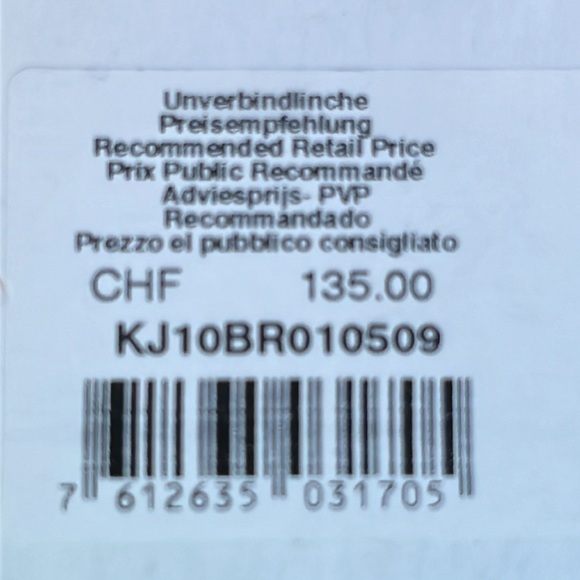 Unverbindlinche
Preisempfehlung
Recommended Retail Price
Prix Public Recommandé
Adviesprijs- PVP
Recommandado
Prezzo el pubblico consigliato
CHF 135.00
KJ10BR010509
7 612635 031705